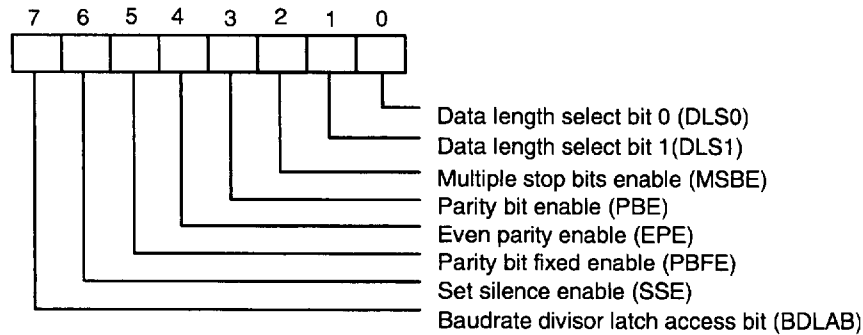 7 6 5 4 3 2 1 0
Data length select bit 0 (DLS0)
Data length select bit 1(DLS1)
Multiple stop bits enable (MSBE)
Parity bit enable (PBE)
Even parity enable (EPE)
Parity bit fixed enable (PBFE)
Set silence enable (SSE)
Baudrate divisor latch access bit (BDLAB)